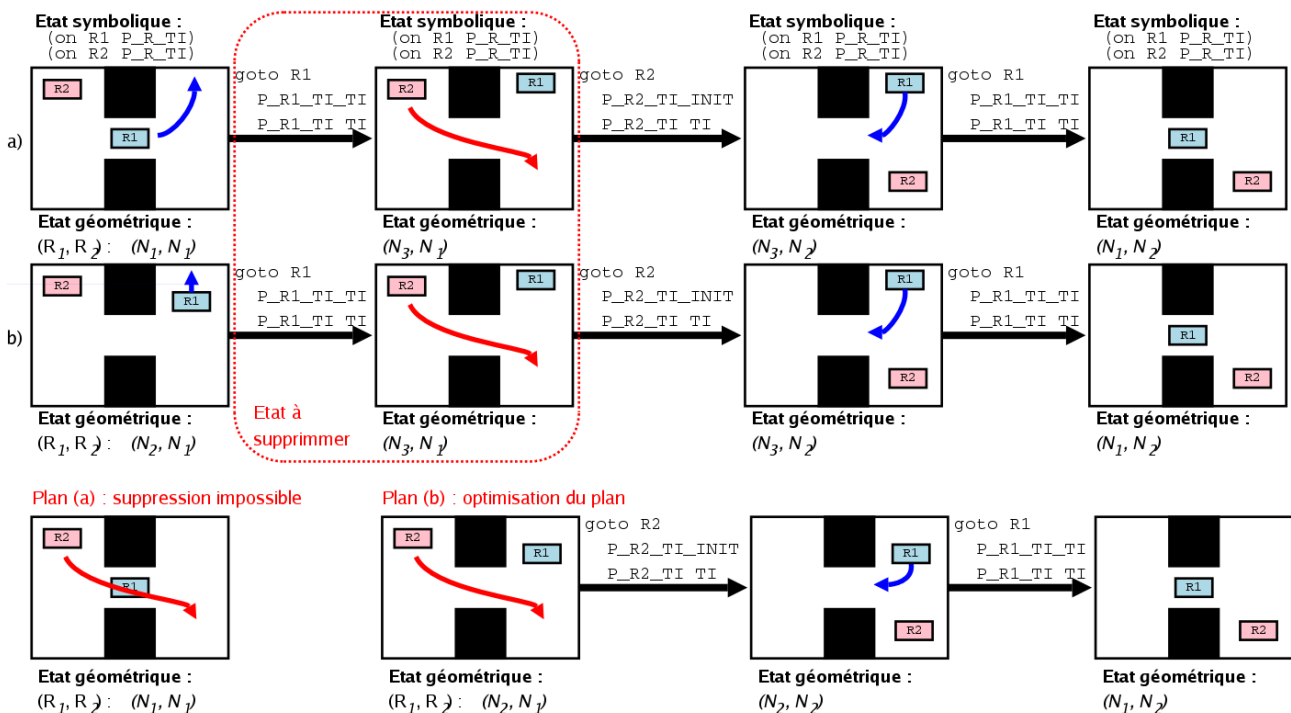 Etat symbolique :
(on R1 P_R_TI)
(on R2 P_R_TI)
Etat symbolique :
(on R1 P_R_TI)
(on R2 P_R_TI)
Etat symbolique :
(on R1 P_R_TI)
(on R2 P_R_TI)
Etat symbolique :
(on R1 P_R_TI)
(on R2 P_R_TI)
a)
R2
R1
goto R1
P_R1_TI_TI
P_R1_TI TI
R2
R1
goto R2
P_R2_TI_INIT
P_R2_TI TI
R1
R2
goto R1
P_R1_TI_TI
P_R1_TI TI
R1
R2
Etat géométrique :
(R1, R2) : (N1, N1)
Etat géométrique :
(N3, N1)
Etat géométrique :
(N3, N2)
Etat géométrique :
(N1, N2)
b)
R2
R1
goto R1
P_R1_TI_TI
P_R1_TI TI
R2
R1
goto R2
P_R2_TI_INIT
P_R2_TI TI
R1
R2
goto R1
P_R1_TI_TI
P_R1_TI TI
R1
R2
Etat à
supprimmer
Etat géométrique :
(R1, R2) : (N2, N1)
Etat géométrique :
(N3, N1)
Etat géométrique :
(N3, N2)
Etat géométrique :
(N1, N2)
Plan (a) : suppression impossible
R2
R1
Etat géométrique :
(R1, R2) : (N1, N1)
Plan (b) : optimisation du plan
R2
R1
goto R2
P_R2_TI_INIT
P_R2_TI TI
R1
R2
goto R1
P_R1_TI_TI
P_R1_TI TI
R1
R2
Etat géométrique :
(R1, R2) : (N2, N1)
Etat géométrique :
(N2, N2)
Etat géométrique :
(N1, N2)